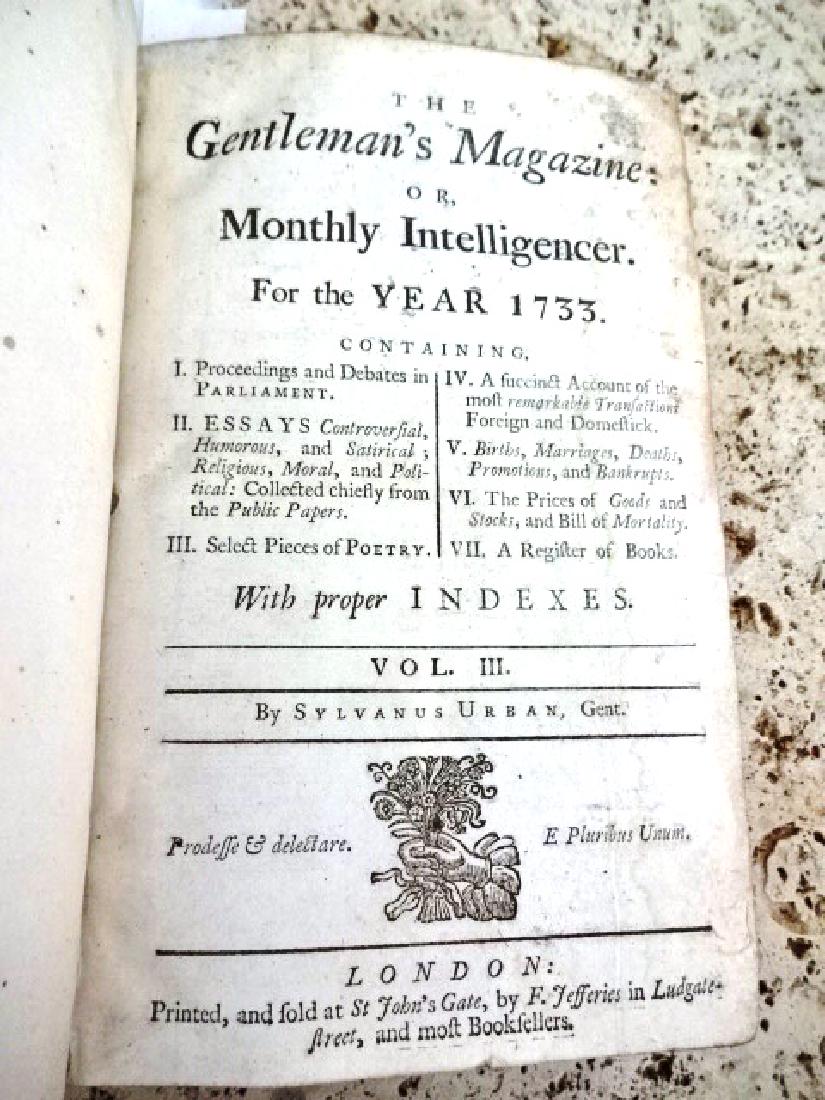 THE
Gentleman's Magazine:
OR,
Monthly Intelligencer.
For the YEAR 1733.
CONTAINING,
I. Proceedings and Debates in
PARLIAMENT.
II. ESSAYS Controverſial,
Humorous, and Satirical;
Religious, Moral, and Poli-
tical: Collected chiefly from
the Public Papers.
III. Select Pieces of POETRY.
IV. A ſuccinct Account of the
moſt remarkable Tranſactions
Foreign and Domeſtick.
V. Births, Marriages, Deaths,
Promotions, and Bankrupts.
VI. The Prices of Goods and
Stocks, and Bill of Mortality.
VII. A Regiſter of Books.
With proper INDEXES.
VOL. III.
By SYLVANUS URBAN, Gent.
Prodeſſe & delectare.
E Pluribus Unum.
LONDON:
Printed, and ſold at St John's Gate, by F. Jefferies in Ludgate-
ſtreet, and moſt Bookſellers.